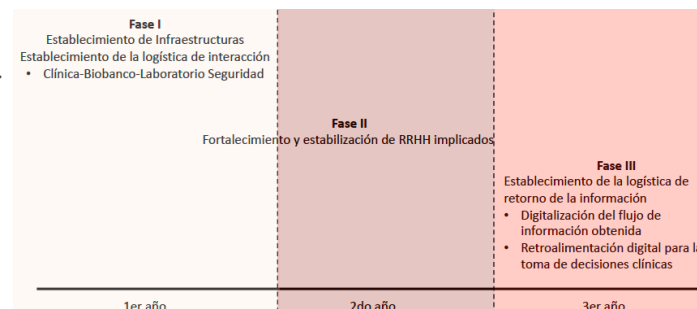 Fase I
Establecimiento de Infraestructuras
Establecimiento de la logística de interacción
• Clínica-Biobanco-Laboratorio Seguridad
Fase II
Fortalecimiento y estabilización de RRHH implicados
Fase III
Establecimiento de la logística de
retorno de la información
• Digitalización del flujo de
información obtenida
• Retroalimentación digital para la
toma de decisiones clínicas
1er año
2do año
3er año